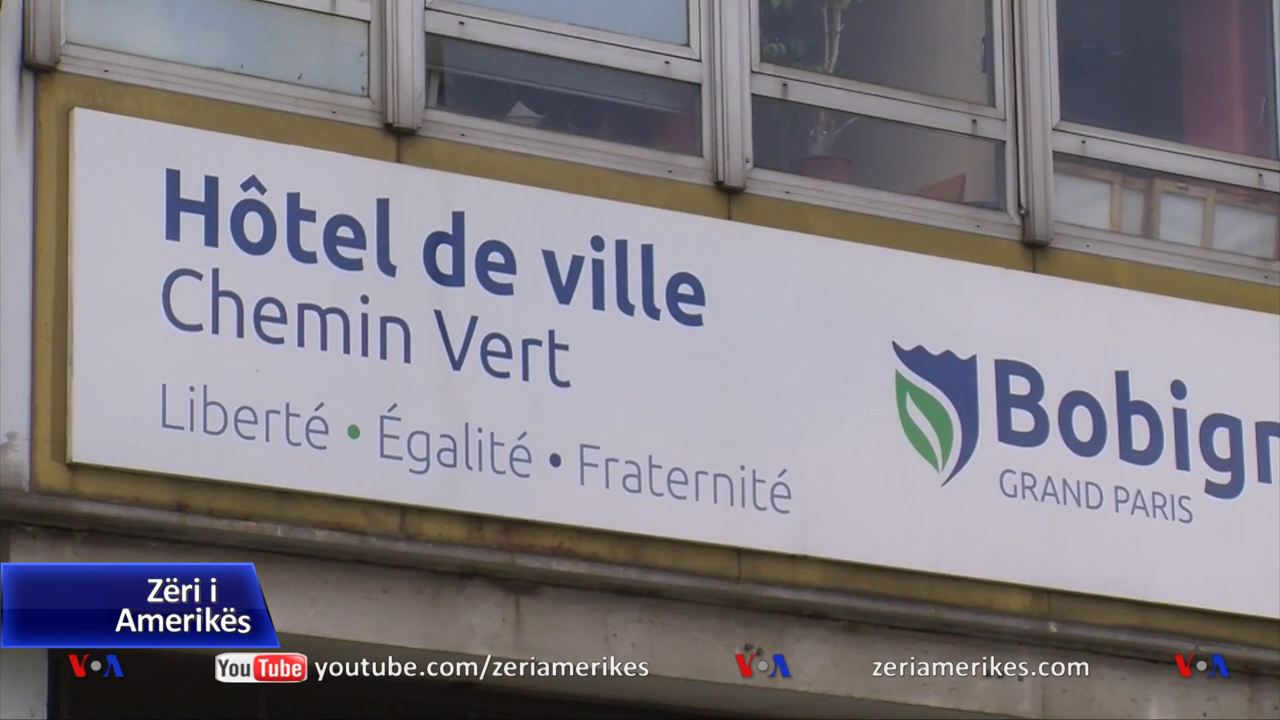 Hôtel de ville
Chemin Vert
Liberté • Égalité • Fraternité
Bobign
GRAND PARIS
Zëri i
Amerikës
VOA
YouTube youtube.com/zeriamerikes
VOA
zeriamerikes.com
VOA